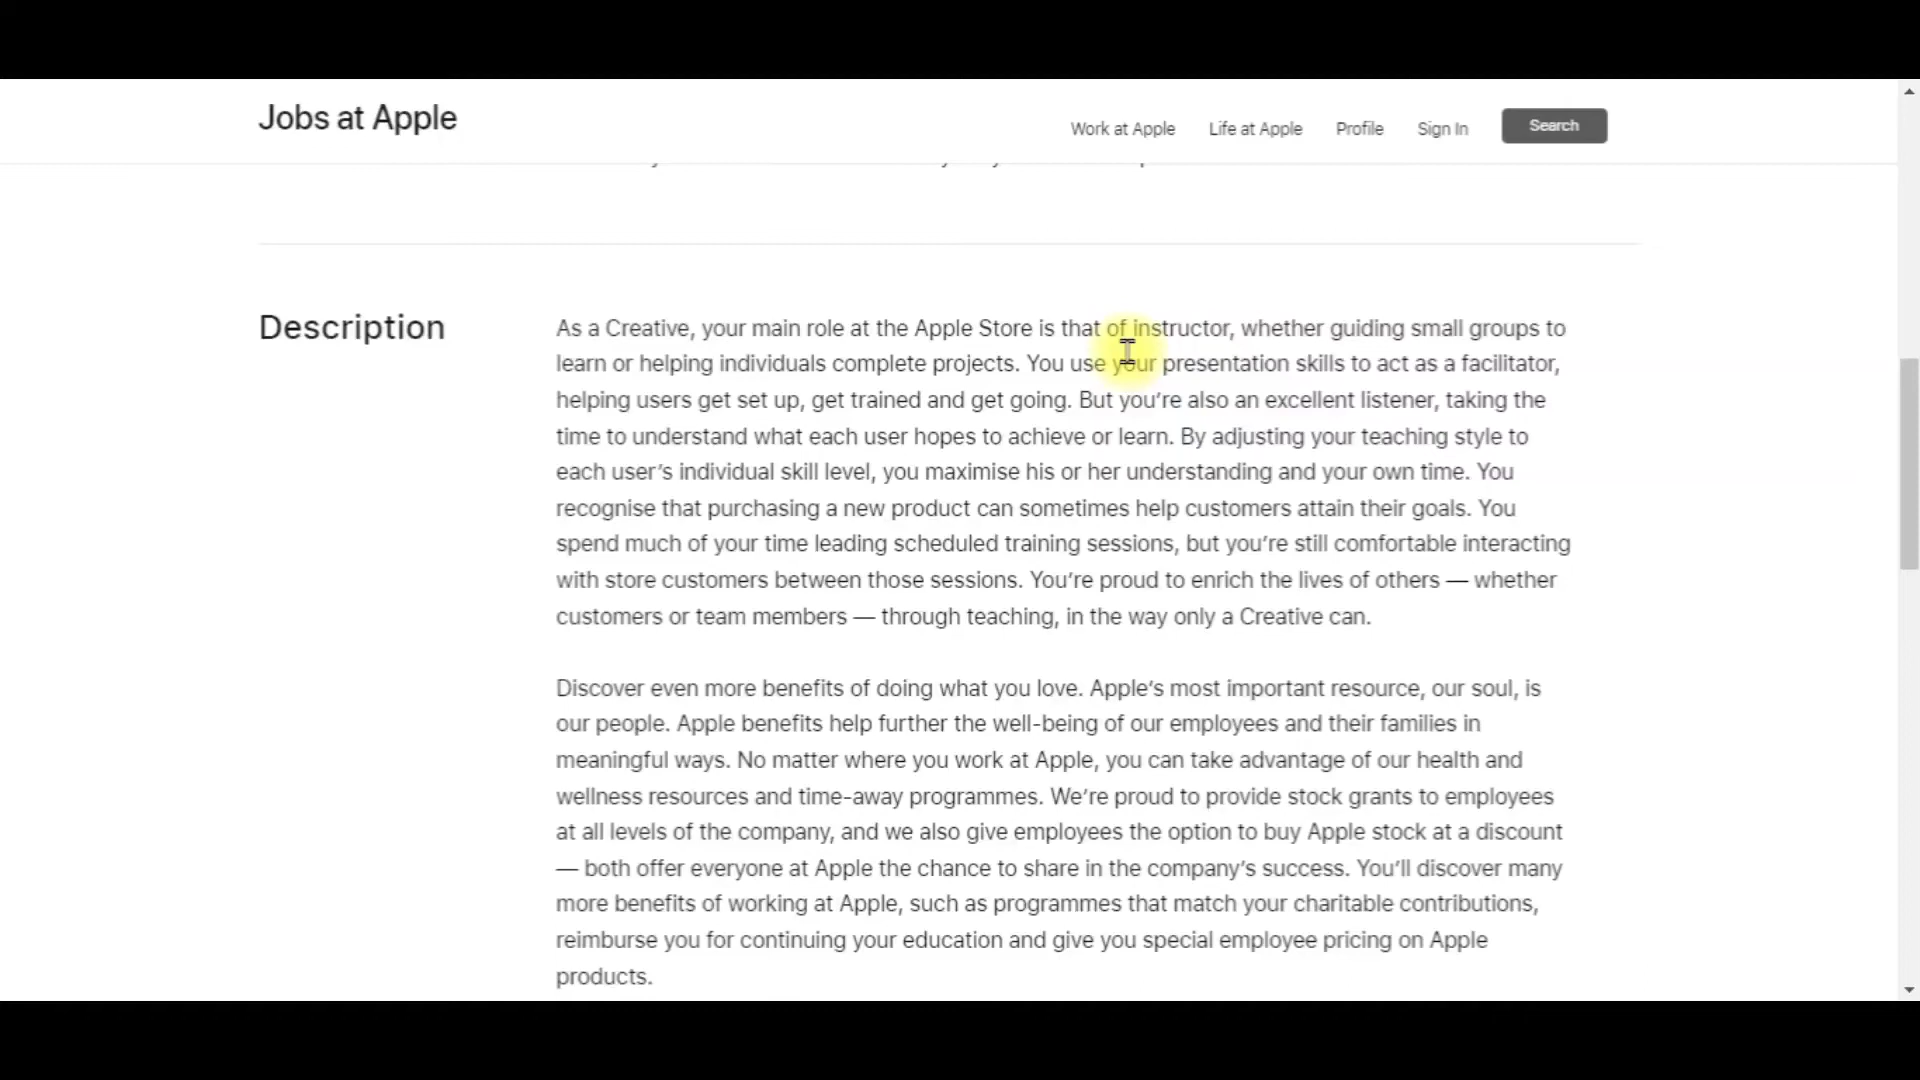 Jobs at Apple
Work at Apple Life at Apple Profile Sign In Search
Description
As a Creative, your main role at the Apple Store is that of instructor, whether guiding small groups to
learn or helping individuals complete projects. You use your presentation skills to act as a facilitator,
helping users get set up, get trained and get going. But you’re also an excellent listener, taking the
time to understand what each user hopes to achieve or learn. By adjusting your teaching style to
each user’s individual skill level, you maximise his or her understanding and your own time. You
recognise that purchasing a new product can sometimes help customers attain their goals. You
spend much of your time leading scheduled training sessions, but you’re still comfortable interacting
with store customers between those sessions. You’re proud to enrich the lives of others — whether
customers or team members — through teaching, in the way only a Creative can.
Discover even more benefits of doing what you love. Apple’s most important resource, our soul, is
our people. Apple benefits help further the well-being of our employees and their families in
meaningful ways. No matter where you work at Apple, you can take advantage of our health and
wellness resources and time-away programmes. We’re proud to provide stock grants to employees
at all levels of the company, and we also give employees the option to buy Apple stock at a discount
— both offer everyone at Apple the chance to share in the company’s success. You’ll discover many
more benefits of working at Apple, such as programmes that match your charitable contributions,
reimburse you for continuing your education and give you special employee pricing on Apple
products.